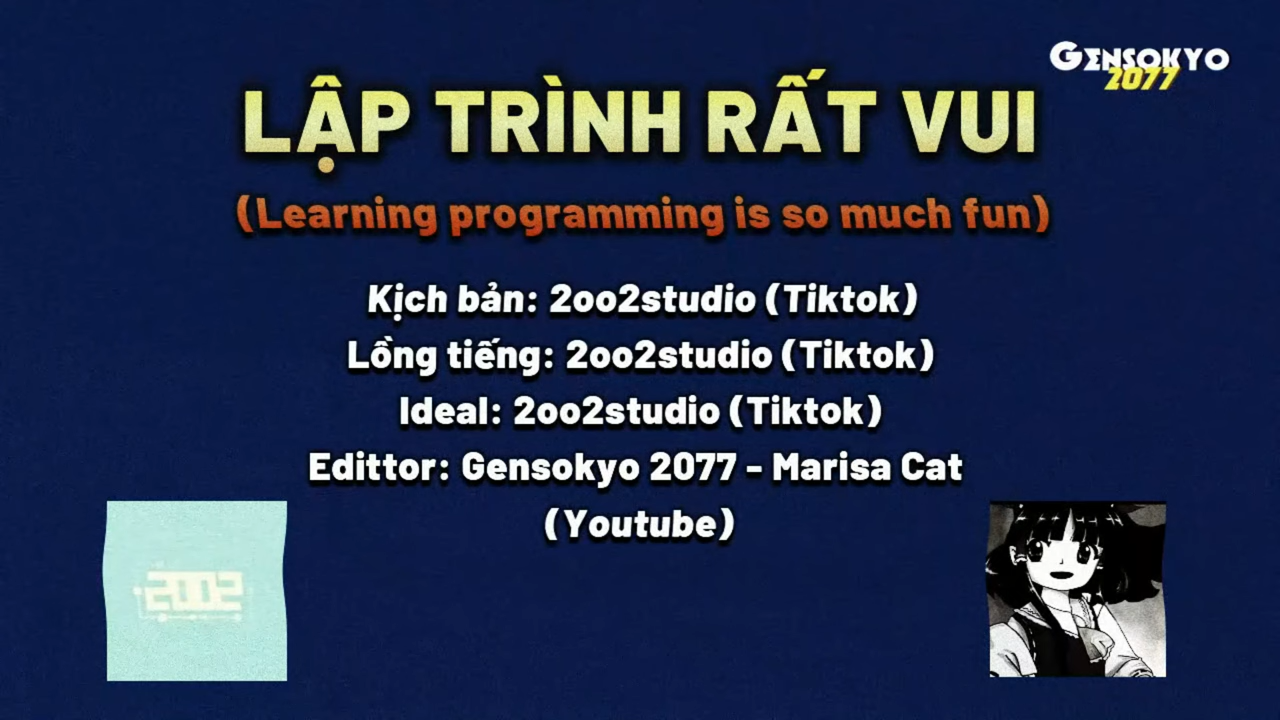 GENSOKYO
2077
LẬP TRÌNH RẤT VUI
(Learning programming is so much fun)
Kịch bản: 2oo2studio (Tiktok)
Lồng tiếng: 2oo2studio (Tiktok)
Ideal: 2oo2studio (Tiktok)
Edittor: Gensokyo 2077 - Marisa Cat
(Youtube)
2002